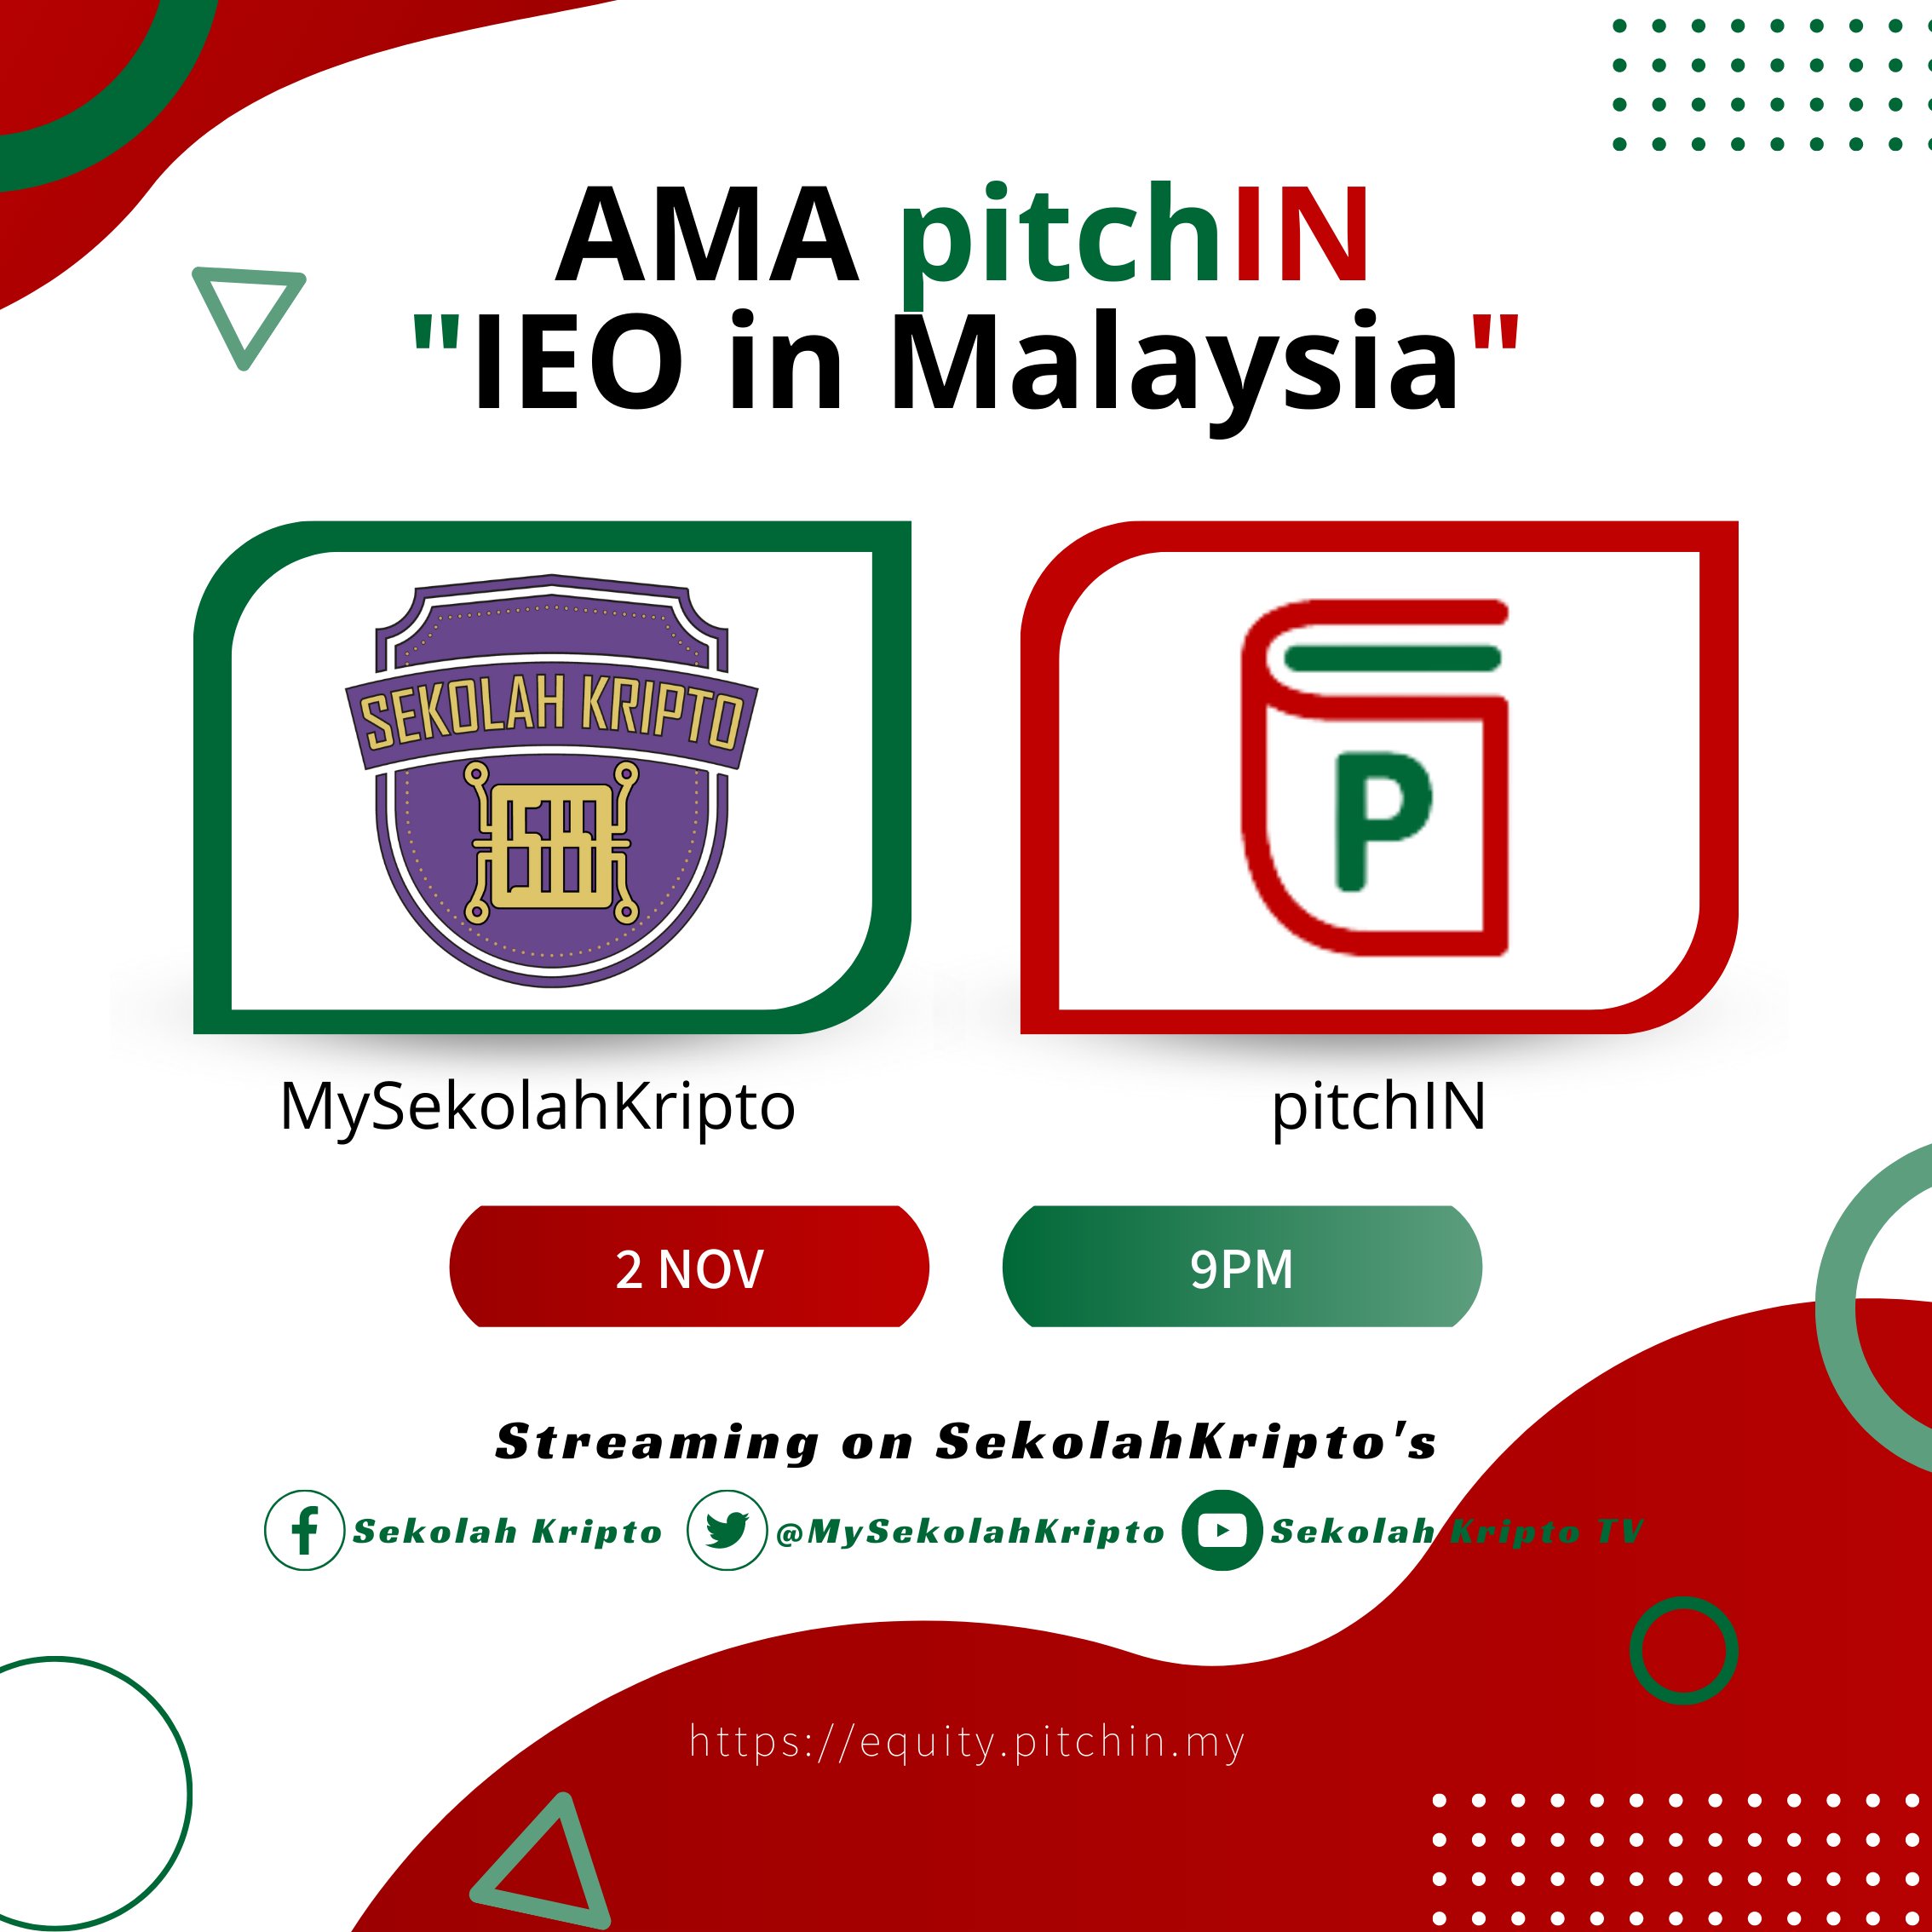 AMA pitchIN
"IEO in Malaysia"
SEKOLAH KRIPTO
P
MySekolahKripto
pitchIN
2 NOV
9PM
Streaming on SekolahKripto's
Sekolah Kripto
@MySekolahKripto
Sekolah Kripto TV
https://equity.pitchin.my